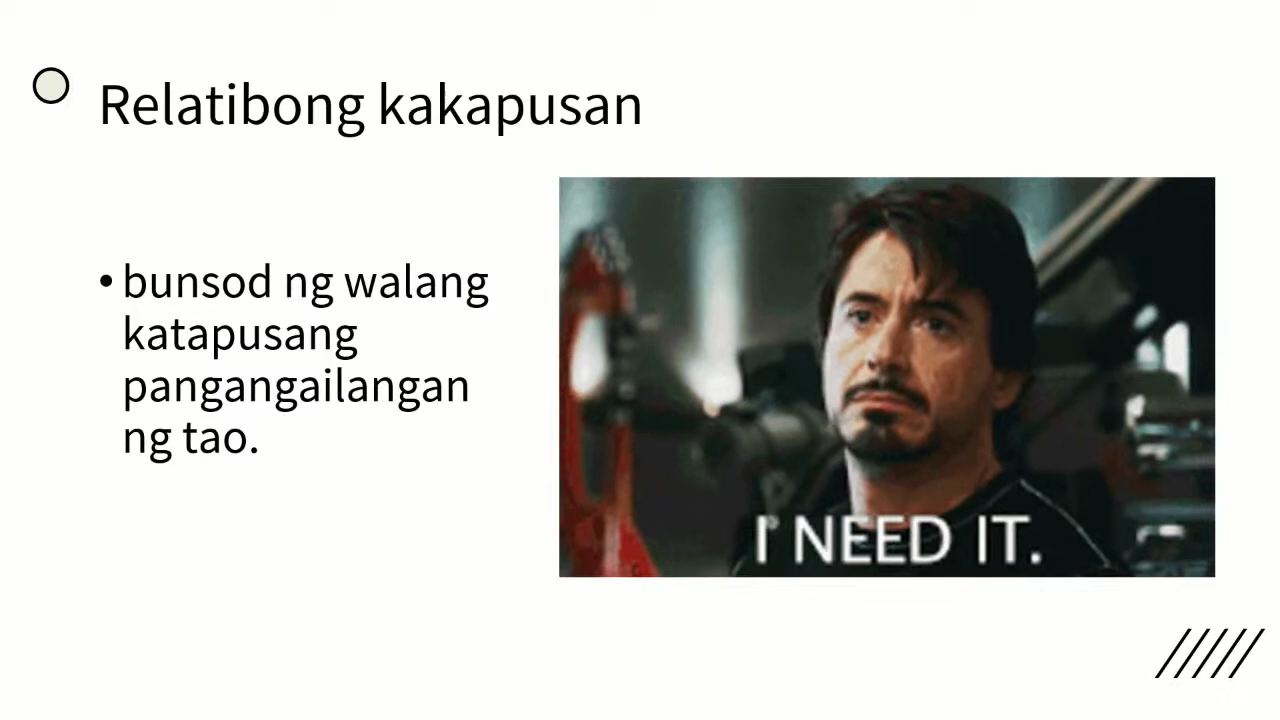 Relatibong kakapusan
• bunsod ng walang
katapusang
pangangailangan
ng tao.
I NEED IT.